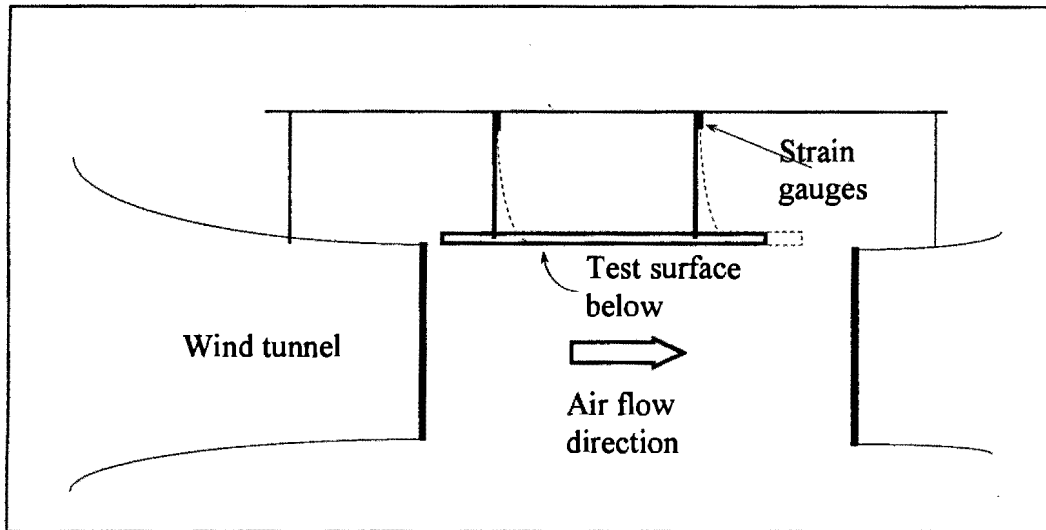 Strain
gauges
Test surface
below
Wind tunnel
Air flow
direction